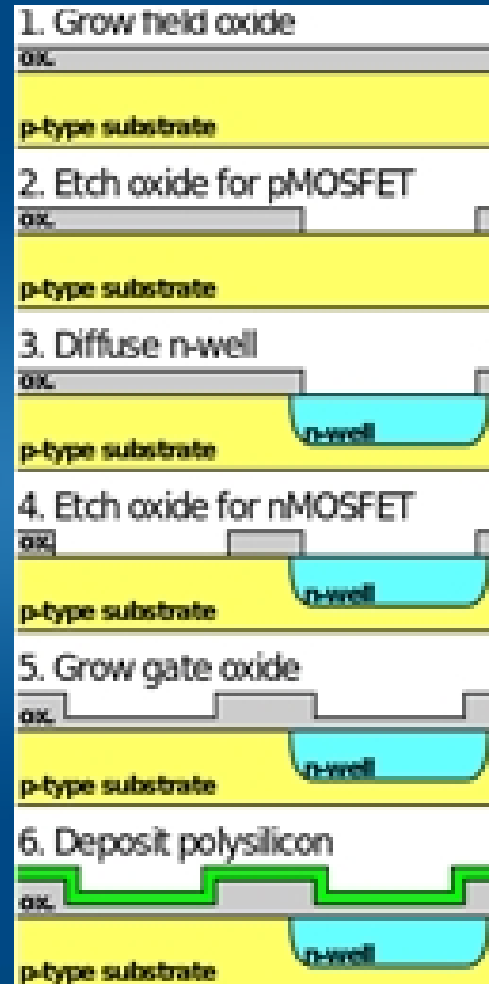 1. Grow field oxide
ox.
p-type substrate
2. Etch oxide for pMOSFET
ox.
p-type substrate
3. Diffuse n-well
ox.
n-well
p-type substrate
4. Etch oxide for nMOSFET
ox.
n-well
p-type substrate
5. Grow gate oxide
ox.
n-well
p-type substrate
6. Deposit polysilicon
ox.
n-well
p-type substrate